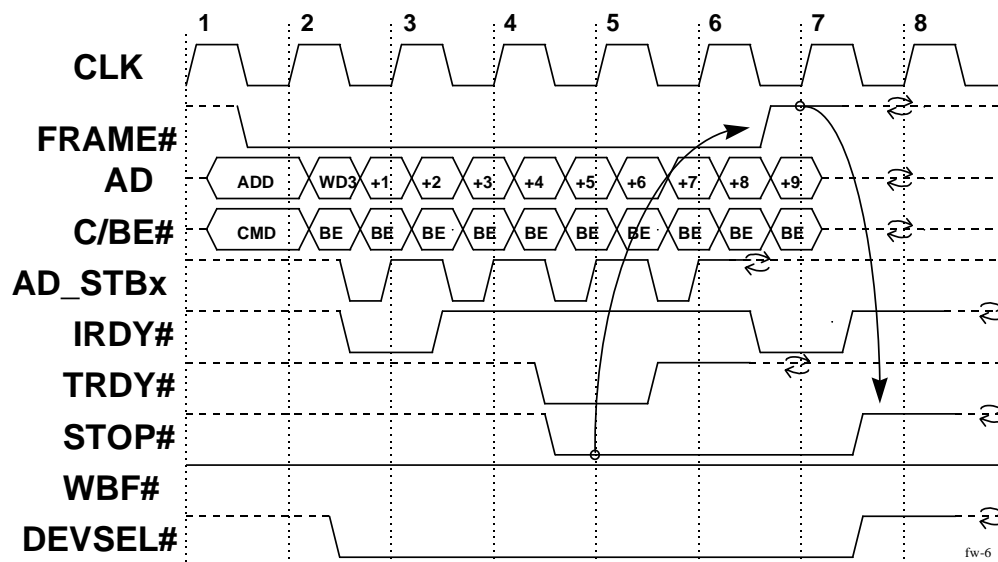 1 2 3 4 5 6 7 8
CLK
FRAME#
AD ADD WD3 +1 +2 +3 +4 +5 +6 +7 +8 +9
C/BE# CMD BE BE BE BE BE BE BE BE BE BE
AD_STBx
IRDY#
TRDY#
STOP#
WBF#
DEVSEL#
fw-6